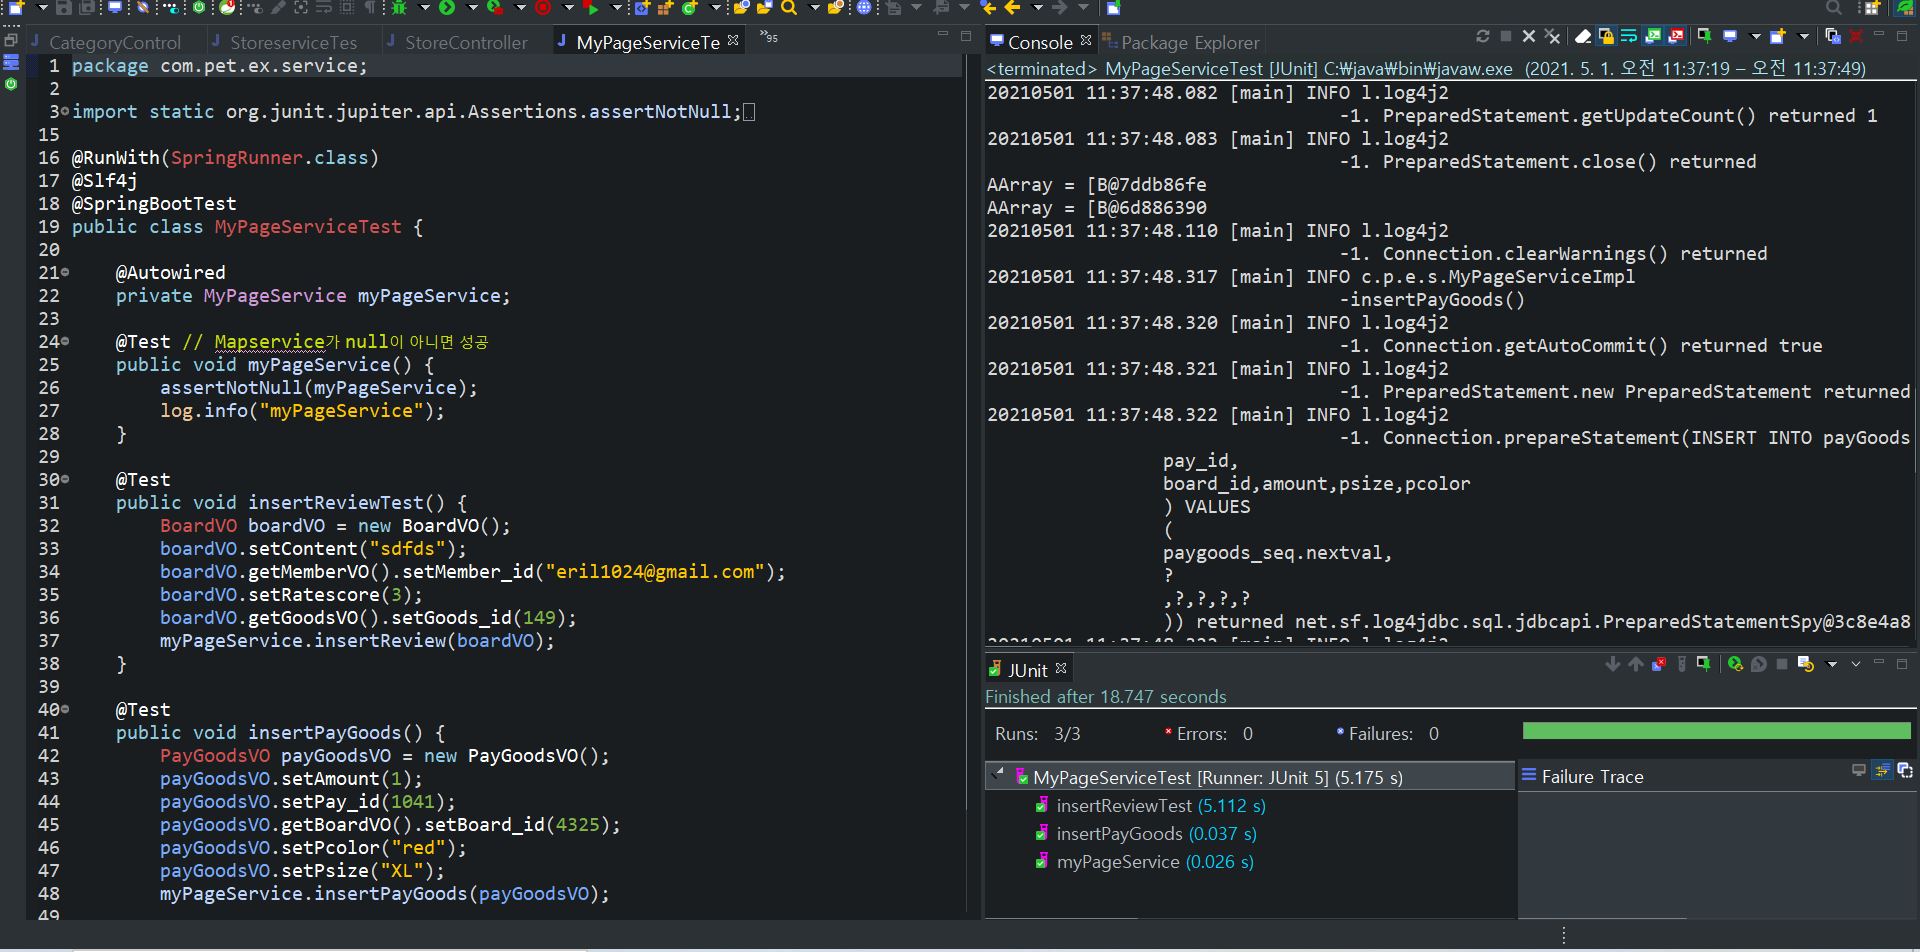 CategoryControl
StoreserviceTes
StoreController
MyPageServiceTe
»95
1 package com.pet.ex.service;
2
3 import static org.junit.jupiter.api.Assertions.assertNotNull;
15
16 @RunWith(SpringRunner.class)
17 @Slf4j
18 @SpringBootTest
19 public class MyPageServiceTest {
20
21 @Autowired
22 private MyPageService myPageService;
23
24 @Test // Mapservice가 null이 아니면 성공
25 public void myPageService() {
26 assertNotNull(myPageService);
27 log.info("myPageService");
28 }
29
30 @Test
31 public void insertReviewTest() {
32 BoardVO boardVO = new BoardVO();
33 boardVO.setContent("sdfds");
34 boardVO.getMemberVO().setMember_id("eril1024@gmail.com");
35 boardVO.setRatescore(3);
36 boardVO.getGoodsVO().setGoods_id(149);
37 myPageService.insertReview(boardVO);
38 }
39
40 @Test
41 public void insertPayGoods() {
42 PayGoodsVO payGoodsVO = new PayGoodsVO();
43 payGoodsVO.setAmount(1);
44 payGoodsVO.setPay_id(1041);
45 payGoodsVO.getBoardVO().setBoard_id(4325);
46 payGoodsVO.setPcolor("red");
47 payGoodsVO.setPsize("XL");
48 myPageService.insertPayGoods(payGoodsVO);
49
Console
Package Explorer
<terminated> MyPageServiceTest [JUnit] C:₩java₩bin₩javaw.exe (2021. 5. 1. 오전 11:37:19 – 오전 11:37:49)
20210501 11:37:48.082 [main] INFO l.log4j2
-1. PreparedStatement.getUpdateCount() returned 1
20210501 11:37:48.083 [main] INFO l.log4j2
-1. PreparedStatement.close() returned
AArray = [B@7ddb86fe
AArray = [B@6d886390
20210501 11:37:48.110 [main] INFO l.log4j2
-1. Connection.clearWarnings() returned
20210501 11:37:48.317 [main] INFO c.p.e.s.MyPageServiceImpl
-insertPayGoods()
20210501 11:37:48.320 [main] INFO l.log4j2
-1. Connection.getAutoCommit() returned true
20210501 11:37:48.321 [main] INFO l.log4j2
-1. PreparedStatement.new PreparedStatement returned
20210501 11:37:48.322 [main] INFO l.log4j2
-1. Connection.prepareStatement(INSERT INTO payGoods
pay_id,
board_id,amount,psize,pcolor
) VALUES
(
paygoods_seq.nextval,
?
,?,?,?,?
)) returned net.sf.log4jdbc.sql.jdbcapi.PreparedStatementSpy@3c8e4a8
JUnit
Finished after 18.747 seconds
Runs: 3/3
Errors: 0
Failures: 0
MyPageServiceTest [Runner: JUnit 5] (5.175 s)
insertReviewTest (5.112 s)
insertPayGoods (0.037 s)
myPageService (0.026 s)
Failure Trace